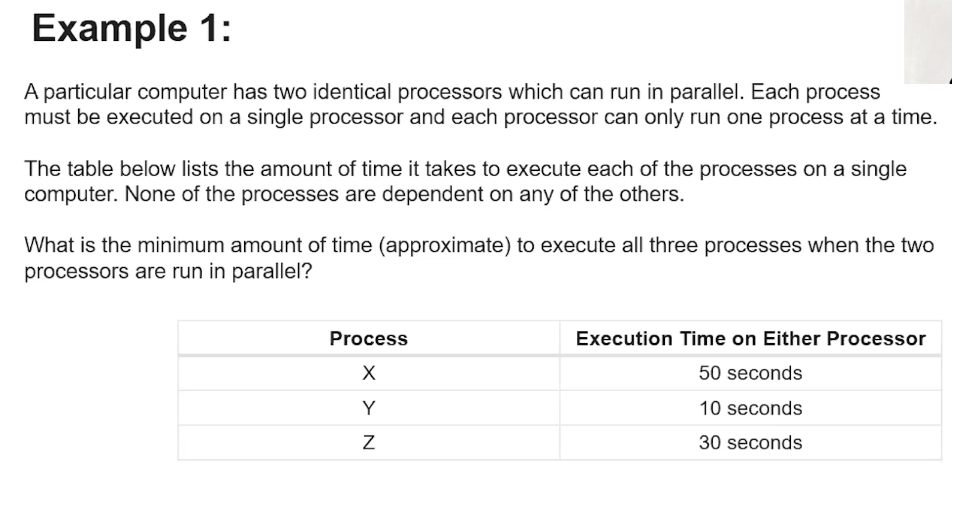 Example 1:
A particular computer has two identical processors which can run in parallel. Each process
must be executed on a single processor and each processor can only run one process at a time.
The table below lists the amount of time it takes to execute each of the processes on a single
computer. None of the processes are dependent on any of the others.
What is the minimum amount of time (approximate) to execute all three processes when the two
processors are run in parallel?
Process Execution Time on Either Processor
X 50 seconds
Y 10 seconds
Z 30 seconds